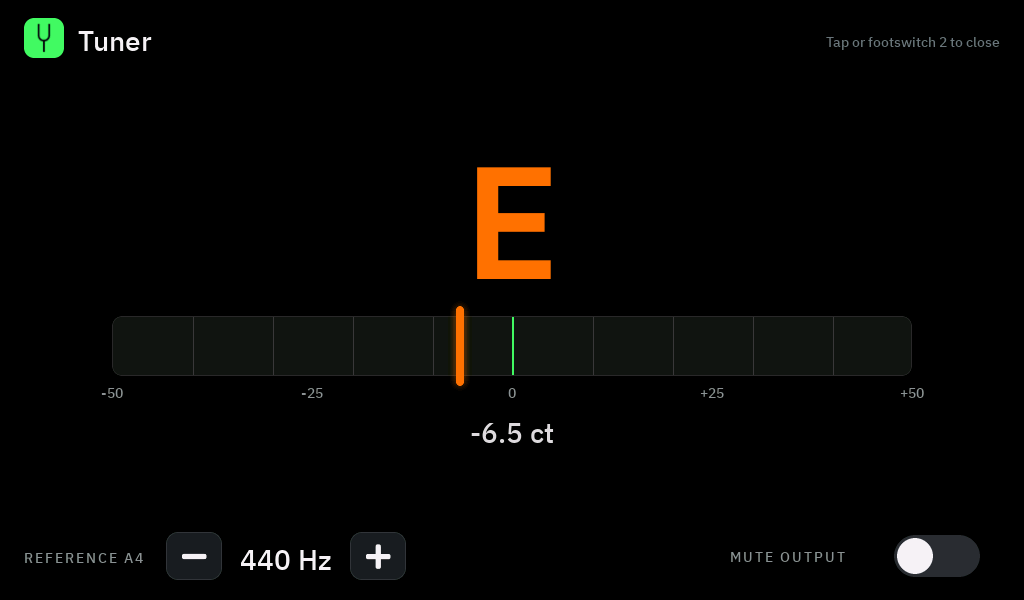 Tuner
Tap or footswitch 2 to close
E
-50 -25 0 +25 +50
-6.5 ct
REFERENCE A4 440 Hz MUTE OUTPUT